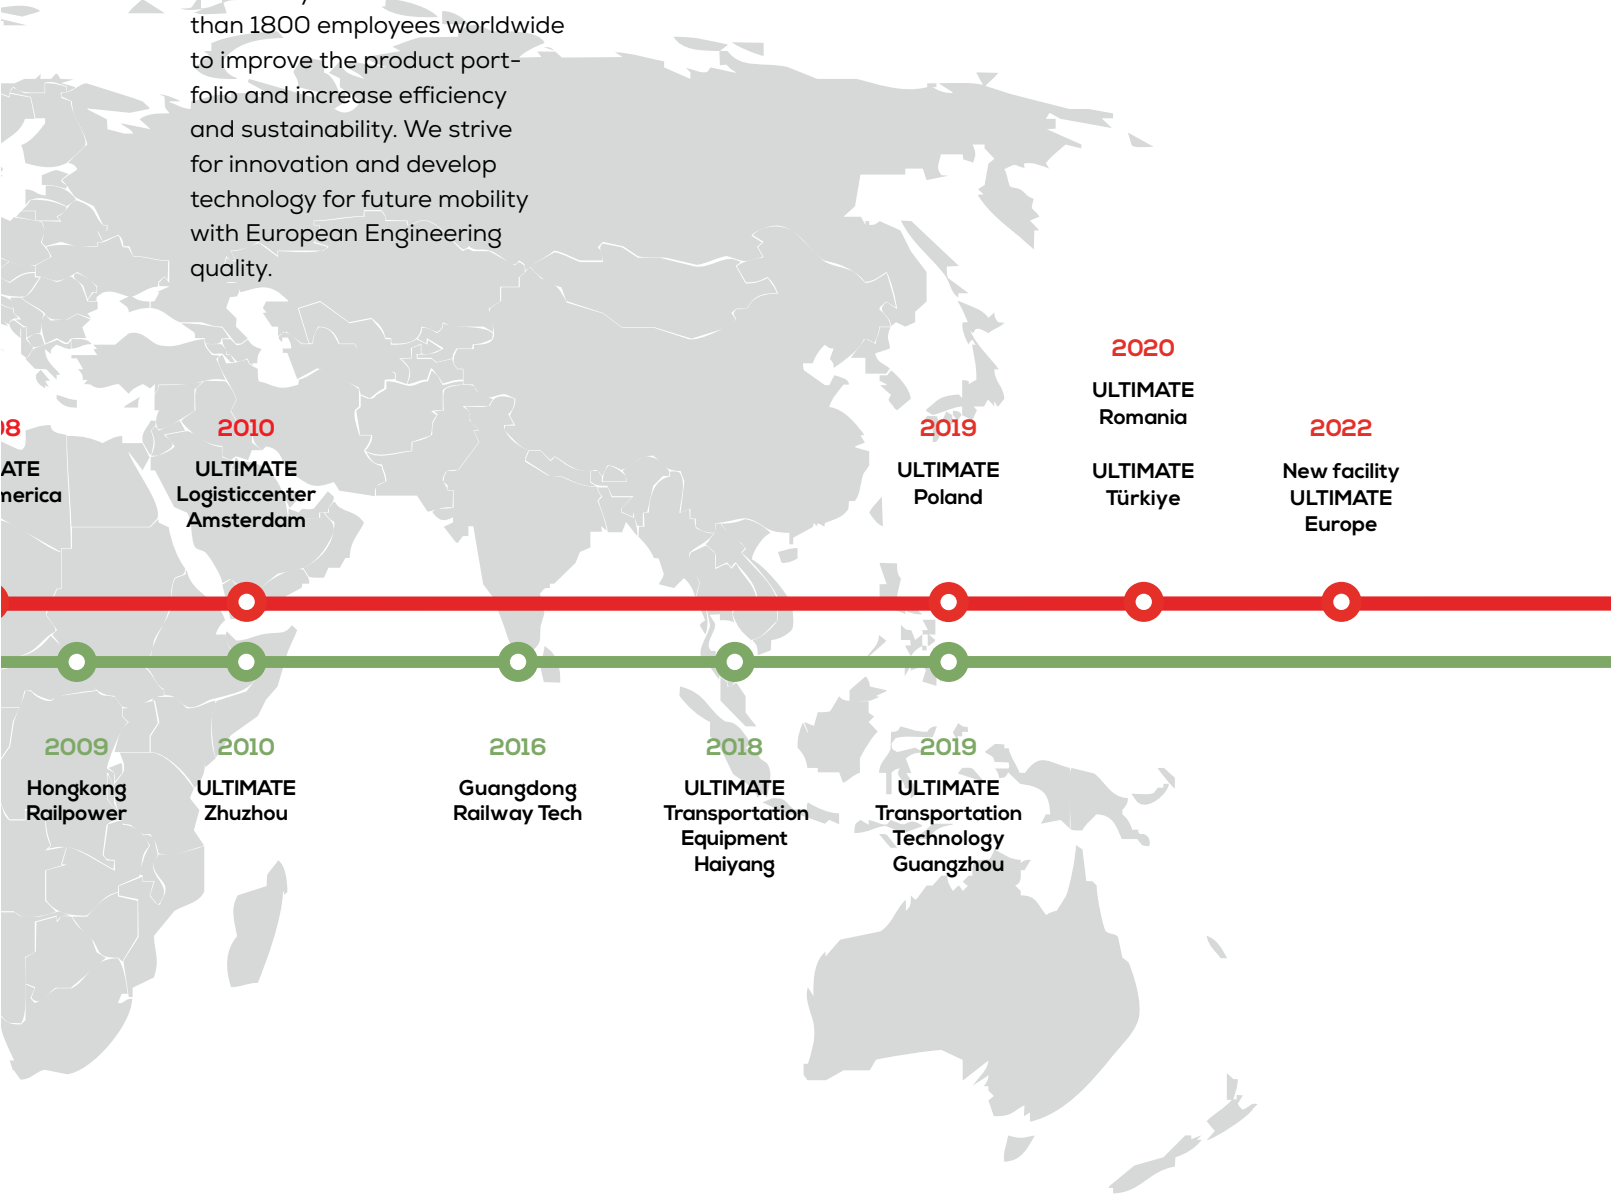 than 1800 employees worldwide
to improve the product port-
folio and increase efficiency
and sustainability. We strive
for innovation and develop
technology for future mobility
with European Engineering
quality.
2010
ULTIMATE
Logisticcenter
Amsterdam
2019
ULTIMATE
Poland
2020
ULTIMATE
Romania
ULTIMATE
Türkiye
2022
New facility
ULTIMATE
Europe
2009
Hongkong
Railpower
2010
ULTIMATE
Zhuzhou
2016
Guangdong
Railway Tech
2018
ULTIMATE
Transportation
Equipment
Haiyang
2019
ULTIMATE
Transportation
Technology
Guangzhou